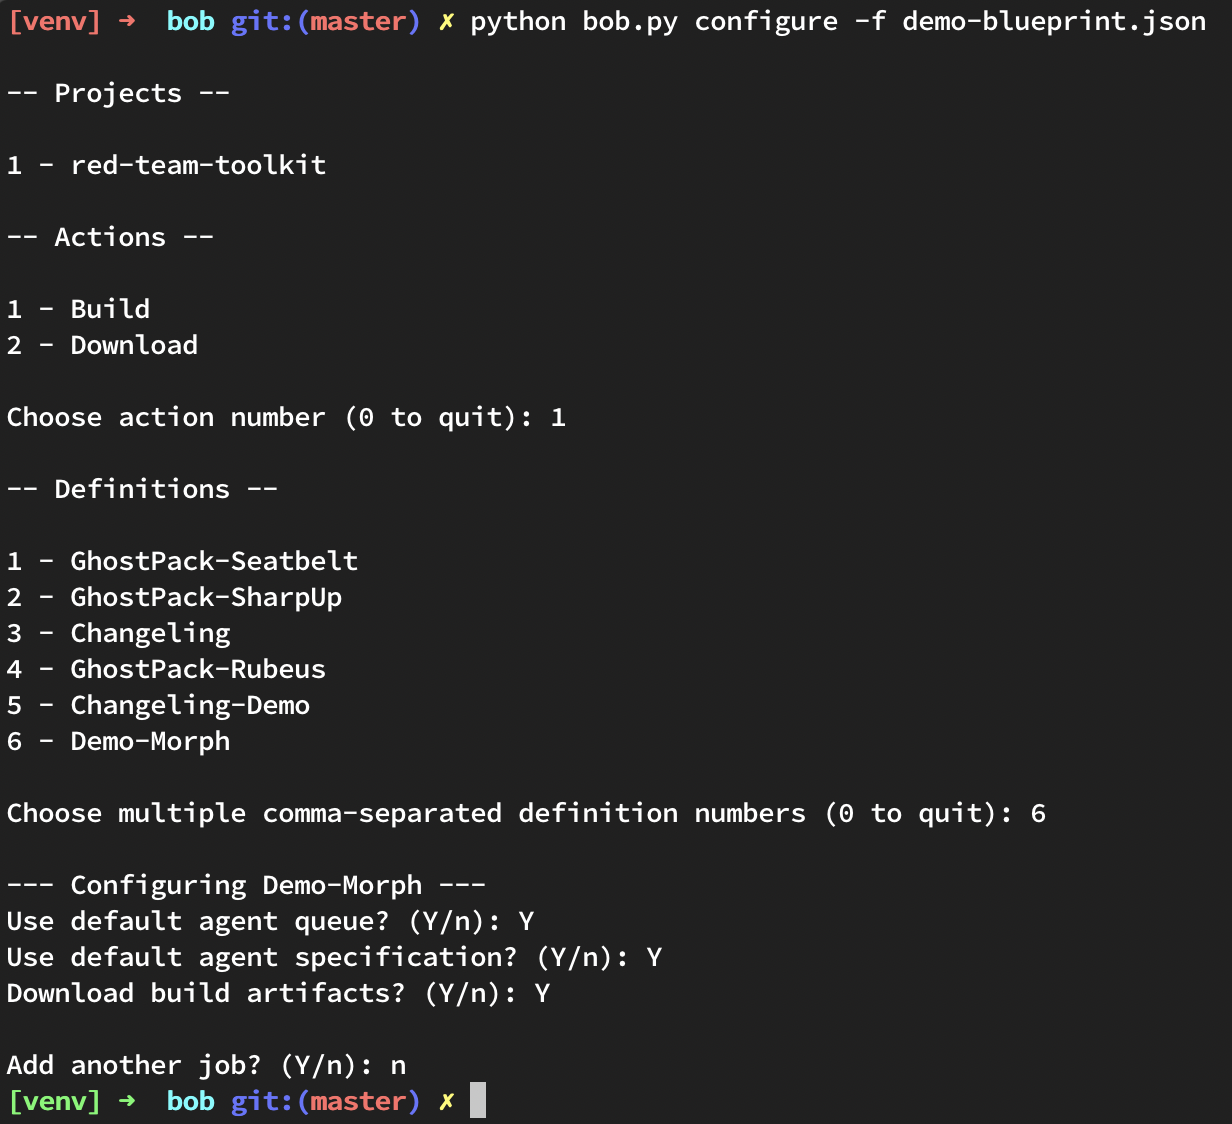 [venv] ➜  bob git:(master) ✗ python bob.py configure -f demo-blueprint.json
-- Projects --
1 - red-team-toolkit
-- Actions --
1 - Build
2 - Download
Choose action number (0 to quit): 1
-- Definitions --
1 - GhostPack-Seatbelt
2 - GhostPack-SharpUp
3 - Changeling
4 - GhostPack-Rubeus
5 - Changeling-Demo
6 - Demo-Morph
Choose multiple comma-separated definition numbers (0 to quit): 6
--- Configuring Demo-Morph ---
Use default agent queue? (Y/n): Y
Use default agent specification? (Y/n): Y
Download build artifacts? (Y/n): Y
Add another job? (Y/n): n
[venv] ➜  bob git:(master) ✗